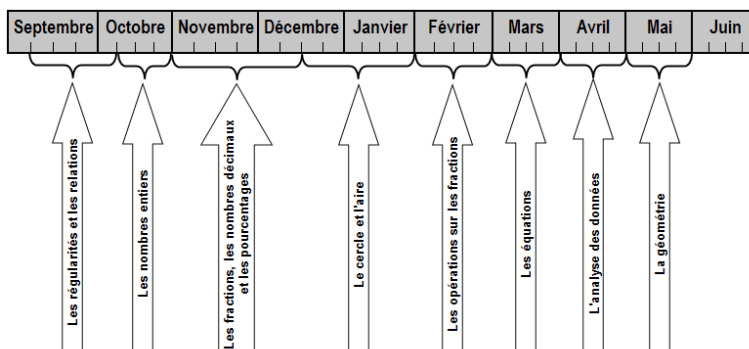 Septembre Octobre Novembre Décembre Janvier Février Mars Avril Mai Juin
Les régularités et les relations
Les nombres entiers
Les fractions, les nombres décimaux
et les pourcentages
Le cercle et l'aire
Les opérations sur les fractions
Les équations
L'analyse des données
La géométrie